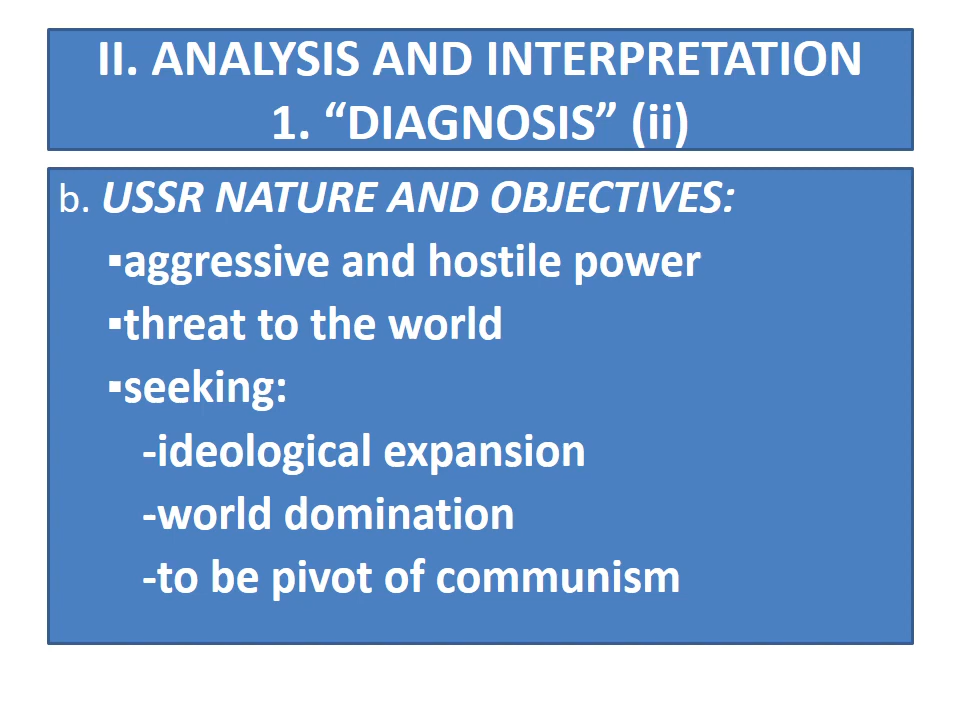 II. ANALYSIS AND INTERPRETATION
1. “DIAGNOSIS” (ii)
b. USSR NATURE AND OBJECTIVES:
▪aggressive and hostile power
▪threat to the world
▪seeking:
-ideological expansion
-world domination
-to be pivot of communism